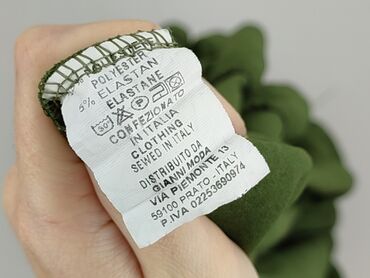 POLYESTER
5% ELASTAN
ELASTANE
30°
P
CONFEZIONATO
IN ITALIA
CLOTHING
SEWED IN ITALY
DISTRIBUTO DA
GIANNI MODA
VIA PIEMONTE 13
59100 PRATO - ITALY
P.IVA 02253690974